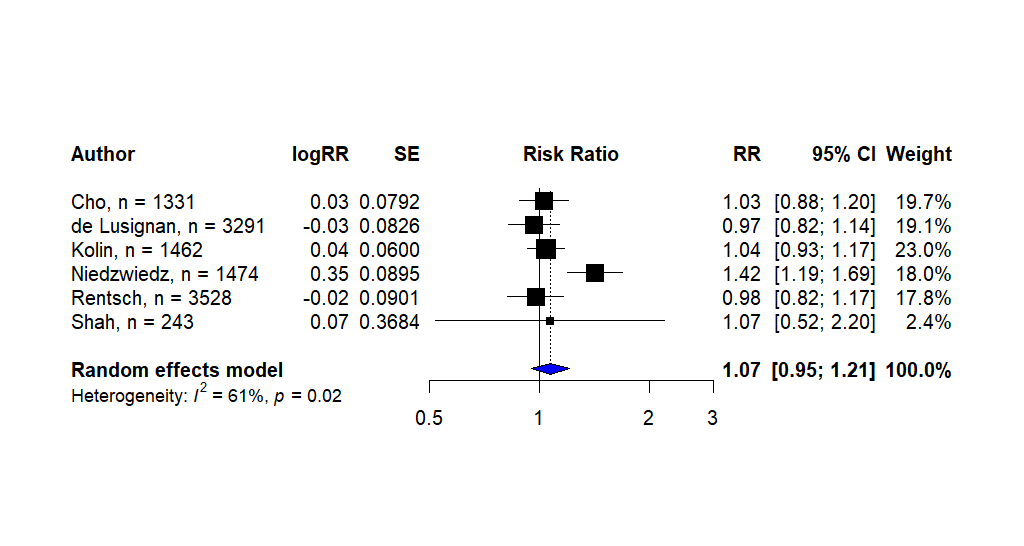 Author logRR SE Risk Ratio RR 95% CI Weight
Cho, n = 1331 0.03 0.0792 1.03 [0.88; 1.20] 19.7%
de Lusignan, n = 3291 -0.03 0.0826 0.97 [0.82; 1.14] 19.1%
Kolin, n = 1462 0.04 0.0600 1.04 [0.93; 1.17] 23.0%
Niedzwiedz, n = 1474 0.35 0.0895 1.42 [1.19; 1.69] 18.0%
Rentsch, n = 3528 -0.02 0.0901 0.98 [0.82; 1.17] 17.8%
Shah, n = 243 0.07 0.3684 1.07 [0.52; 2.20] 2.4%
Random effects model 1.07 [0.95; 1.21] 100.0%
Heterogeneity: I² = 61%, p = 0.02
0.5 1 2 3